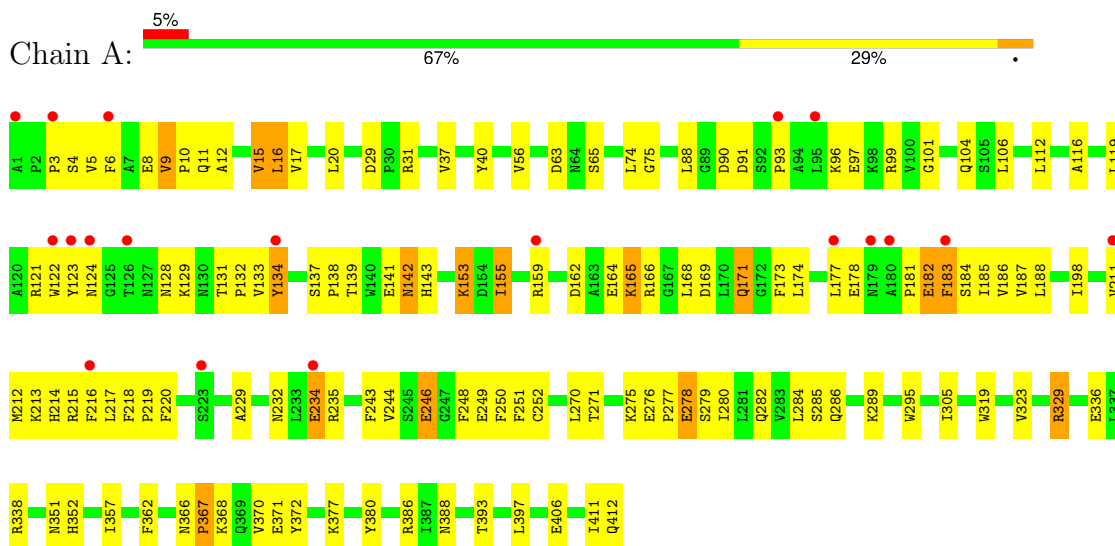 5%
Chain A:
67% 29% •
A1 P2 P3 S4 V5 F6 A7 E8 V9 P10 Q11 A12 V15 L16 V17 L20 D29 P30 R31 V37 Y40 V56 D63 N64 S65 L74 G75 L88 G89 D90 D91 S92 P93 A94 L95 K96 E97 K98 R99 V100 G101 Q104 S105 L106 L112 A116 L119
A120 R121 W122 Y123 N124 G125 T126 N127 N128 K129 N130 T131 P132 V133 Y134 S137 P138 T139 W140 E141 N142 H143 K153 D154 I155 R159 D162 A163 E164 K165 R166 G167 L168 D169 L170 Q171 G172 F173 L174 L177 E178 N179 A180 P181 E182 F183 S184 I185 V186 V187 L188 I198 V211
M212 K213 H214 R215 F216 L217 F218 P219 F220 S223 A229 N232 L233 E234 R235 F243 V244 S245 E246 G247 F248 E249 F250 F251 C252 L270 T271 K275 E276 P277 E278 S279 I280 L281 Q282 V283 L284 S285 Q286 K289 W295 I305 W319 V323 R329 E336 L337
R338 N351 H352 I357 F362 N366 P367 K368 Q369 V370 E371 Y372 K377 Y380 R386 I387 N388 T393 L397 E406 I411 Q412